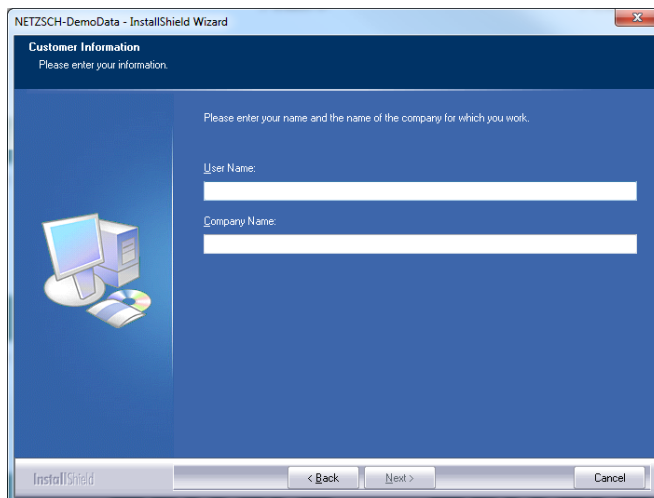 NETZSCH-DemoData - InstallShield Wizard
Customer Information
Please enter your information.
Please enter your name and the name of the company for which you work.
User Name:
Company Name:
InstallShield
< Back
Next >
Cancel